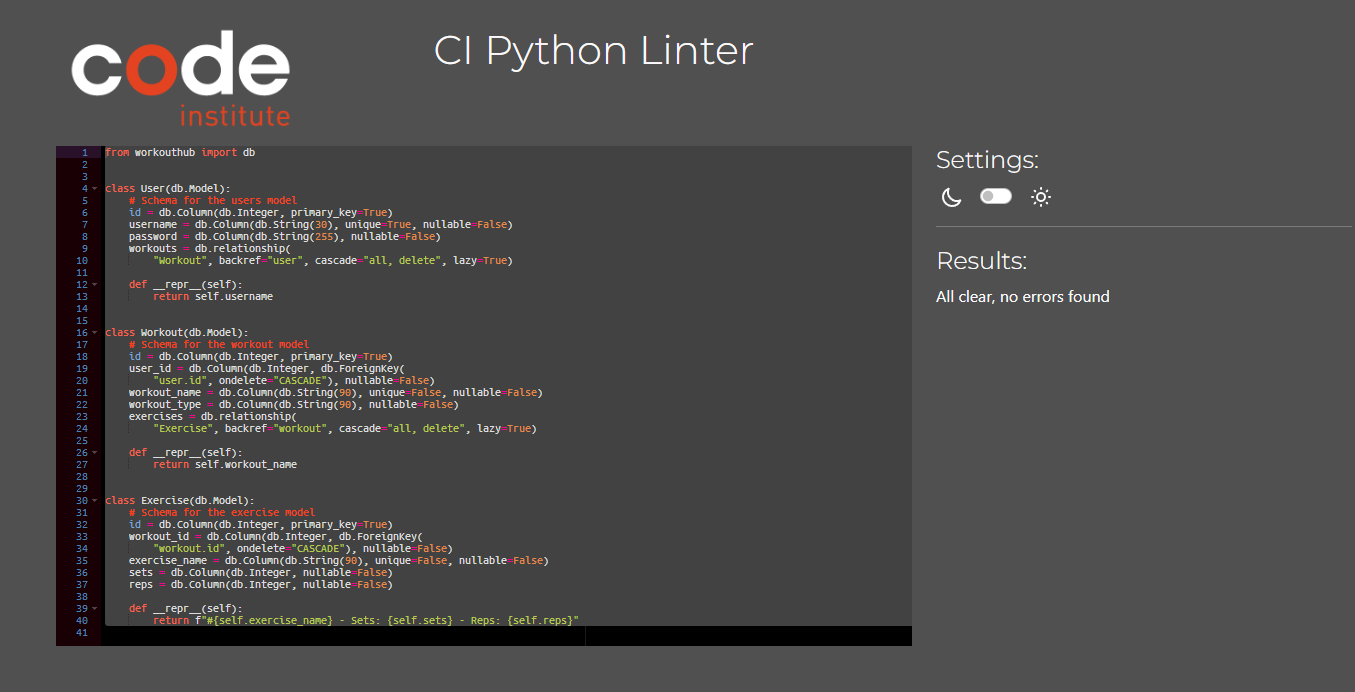 code
institute
CI Python Linter
1 from workouthub import db
2
3
4 class User(db.Model):
5     # Schema for the users model
6     id = db.Column(db.Integer, primary_key=True)
7     username = db.Column(db.String(30), unique=True, nullable=False)
8     password = db.Column(db.String(255), nullable=False)
9     workouts = db.relationship(
10         "Workout", backref="user", cascade="all, delete", lazy=True)
11
12     def __repr__(self):
13         return self.username
14
15
16 class Workout(db.Model):
17     # Schema for the workout model
18     id = db.Column(db.Integer, primary_key=True)
19     user_id = db.Column(db.Integer, db.ForeignKey(
20         "user.id", ondelete="CASCADE"), nullable=False)
21     workout_name = db.Column(db.String(90), unique=False, nullable=False)
22     workout_type = db.Column(db.String(90), nullable=False)
23     exercises = db.relationship(
24         "Exercise", backref="workout", cascade="all, delete", lazy=True)
25
26     def __repr__(self):
27         return self.workout_name
28
29
30 class Exercise(db.Model):
31     # Schema for the exercise model
32     id = db.Column(db.Integer, primary_key=True)
33     workout_id = db.Column(db.Integer, db.ForeignKey(
34         "workout.id", ondelete="CASCADE"), nullable=False)
35     exercise_name = db.Column(db.String(90), unique=False, nullable=False)
36     sets = db.Column(db.Integer, nullable=False)
37     reps = db.Column(db.Integer, nullable=False)
38
39     def __repr__(self):
40         return f"#{self.exercise_name} - Sets: {self.sets} - Reps: {self.reps}"
41
Settings:
Results:
All clear, no errors found